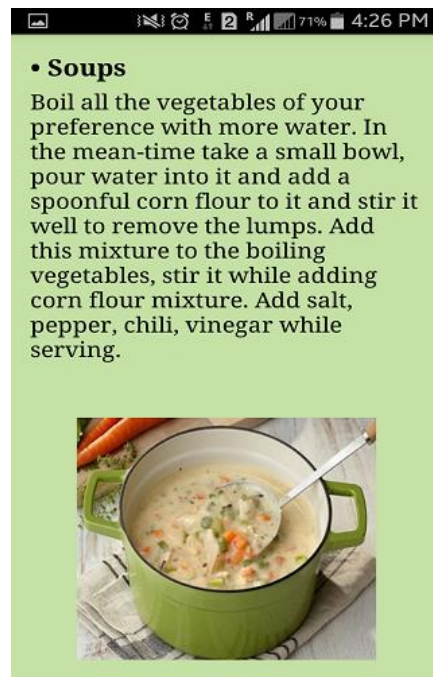 2 R 71% 4:26 PM
• Soups
Boil all the vegetables of your
preference with more water. In
the mean-time take a small bowl,
pour water into it and add a
spoonful corn flour to it and stir it
well to remove the lumps. Add
this mixture to the boiling
vegetables, stir it while adding
corn flour mixture. Add salt,
pepper, chili, vinegar while
serving.